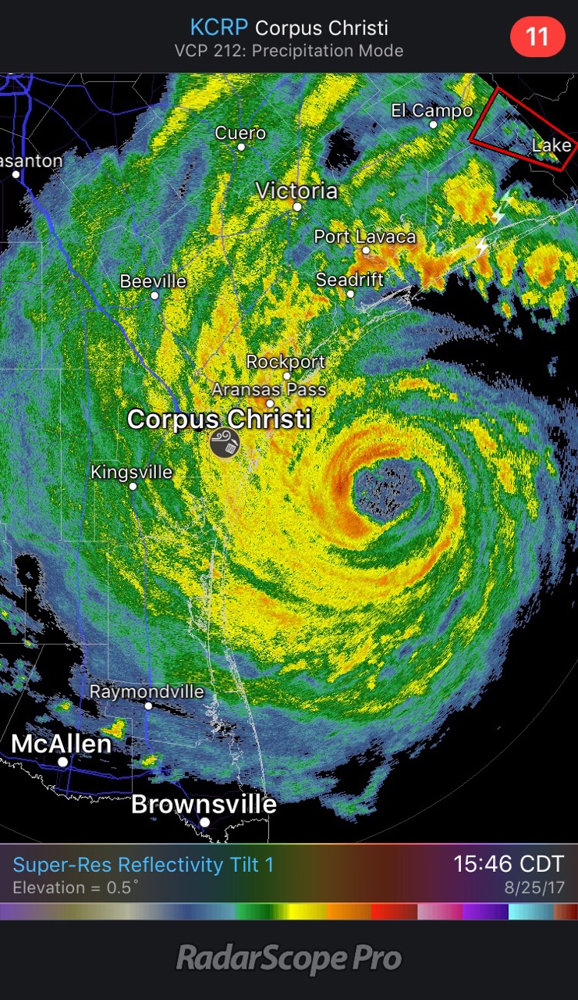 KCRP Corpus Christi
VCP 212: Precipitation Mode
11
El Campo
Cuero
Lake
asanton
Victoria
Port Lavaca
Beeville
Seadrift
Rockport
Aransas Pass
Corpus Christi
Kingsville
Raymondville
McAllen
Brownsville
Super-Res Reflectivity Tilt 1
15:46 CDT
Elevation = 0.5°
8/25/17
RadarScope Pro